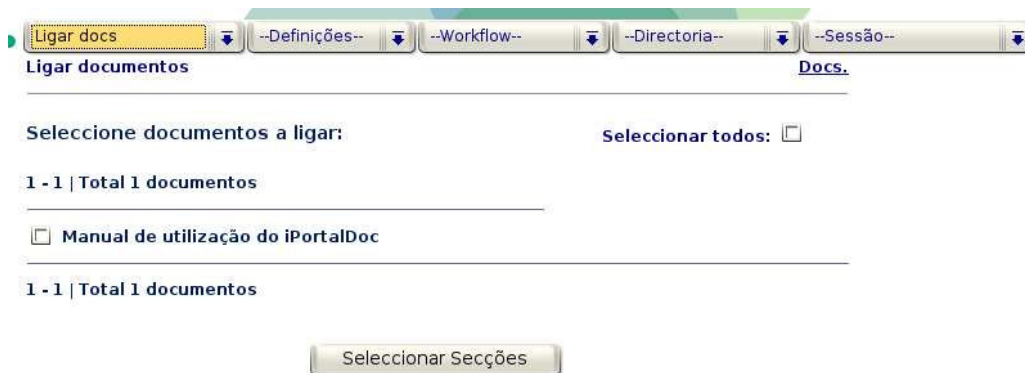 Ligar docs --Definições-- --Workflow-- --Directoria-- --Sessão--
Ligar documentos Docs.
Seleccione documentos a ligar: Seleccionar todos:
1 - 1 | Total 1 documentos
Manual de utilização do iPortalDoc
1 - 1 | Total 1 documentos
Seleccionar Secções